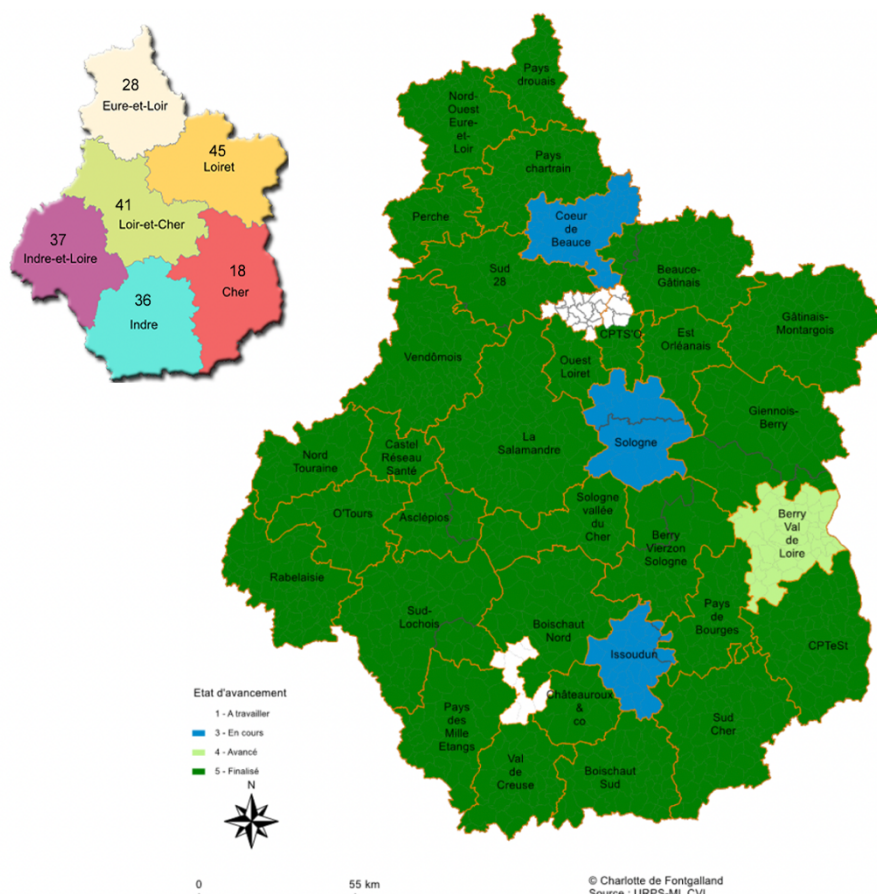 28
Eure-et-Loir
45
Loiret
41
Loir-et-Cher
37
Indre-et-Loire
18
Cher
36
Indre
Pays
drouais
Nord-
Ouest
Eure-
et-
Loir
Pays
chartrain
Perche
Coeur
de
Beauce
Sud
28
Beauce-
Gâtinais
Gâtinais-
Montargois
CPTS'O
Est
Orléanais
Vendômois
Ouest
Loiret
Giennois-
Berry
La
Salamandre
Sologne
Nord
Touraine
Castel
Réseau
Santé
O'Tours
Asclépios
Sologne
vallée
du
Cher
Berry
Vierzon
Sologne
Berry
Val
de
Loire
Rabelaisie
Sud-
Lochois
Boischaut
Nord
Pays
de
Bourges
Issoudun
CPTeSt
Châteauroux
&
co
Pays
des
Mille
Etangs
Sud
Cher
Val
de
Creuse
Boischaut
Sud
Etat d'avancement
1 - A travailler
3 - En cours
4 - Avancé
5 - Finalisé
N
0 55 km
© Charlotte de Fontgalland
Source : URPS-ML CVL